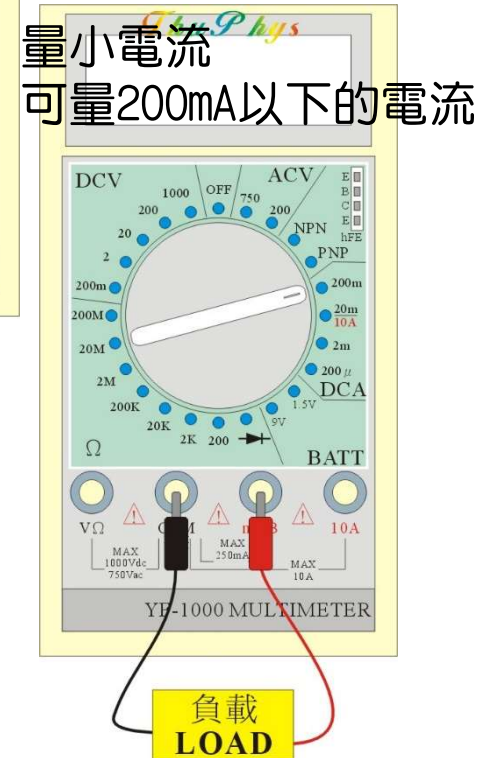 ThyPhys
量小電流
可量200mA以下的電流
DCV
ACV
1000
OFF
750
200
200
20
2
200m
200M
20M
2M
200K
20K
2K
200
NPN
PNP
E
B
C
E
hFE
200m
20m
10A
2m
200μ
DCA
1.5V
9V
BATT
Ω
VΩ
10A
MAX
1000Vdc
750Vac
MAX
250mA
MAX
10A
YF-1000 MULTIMETER
負載
LOAD